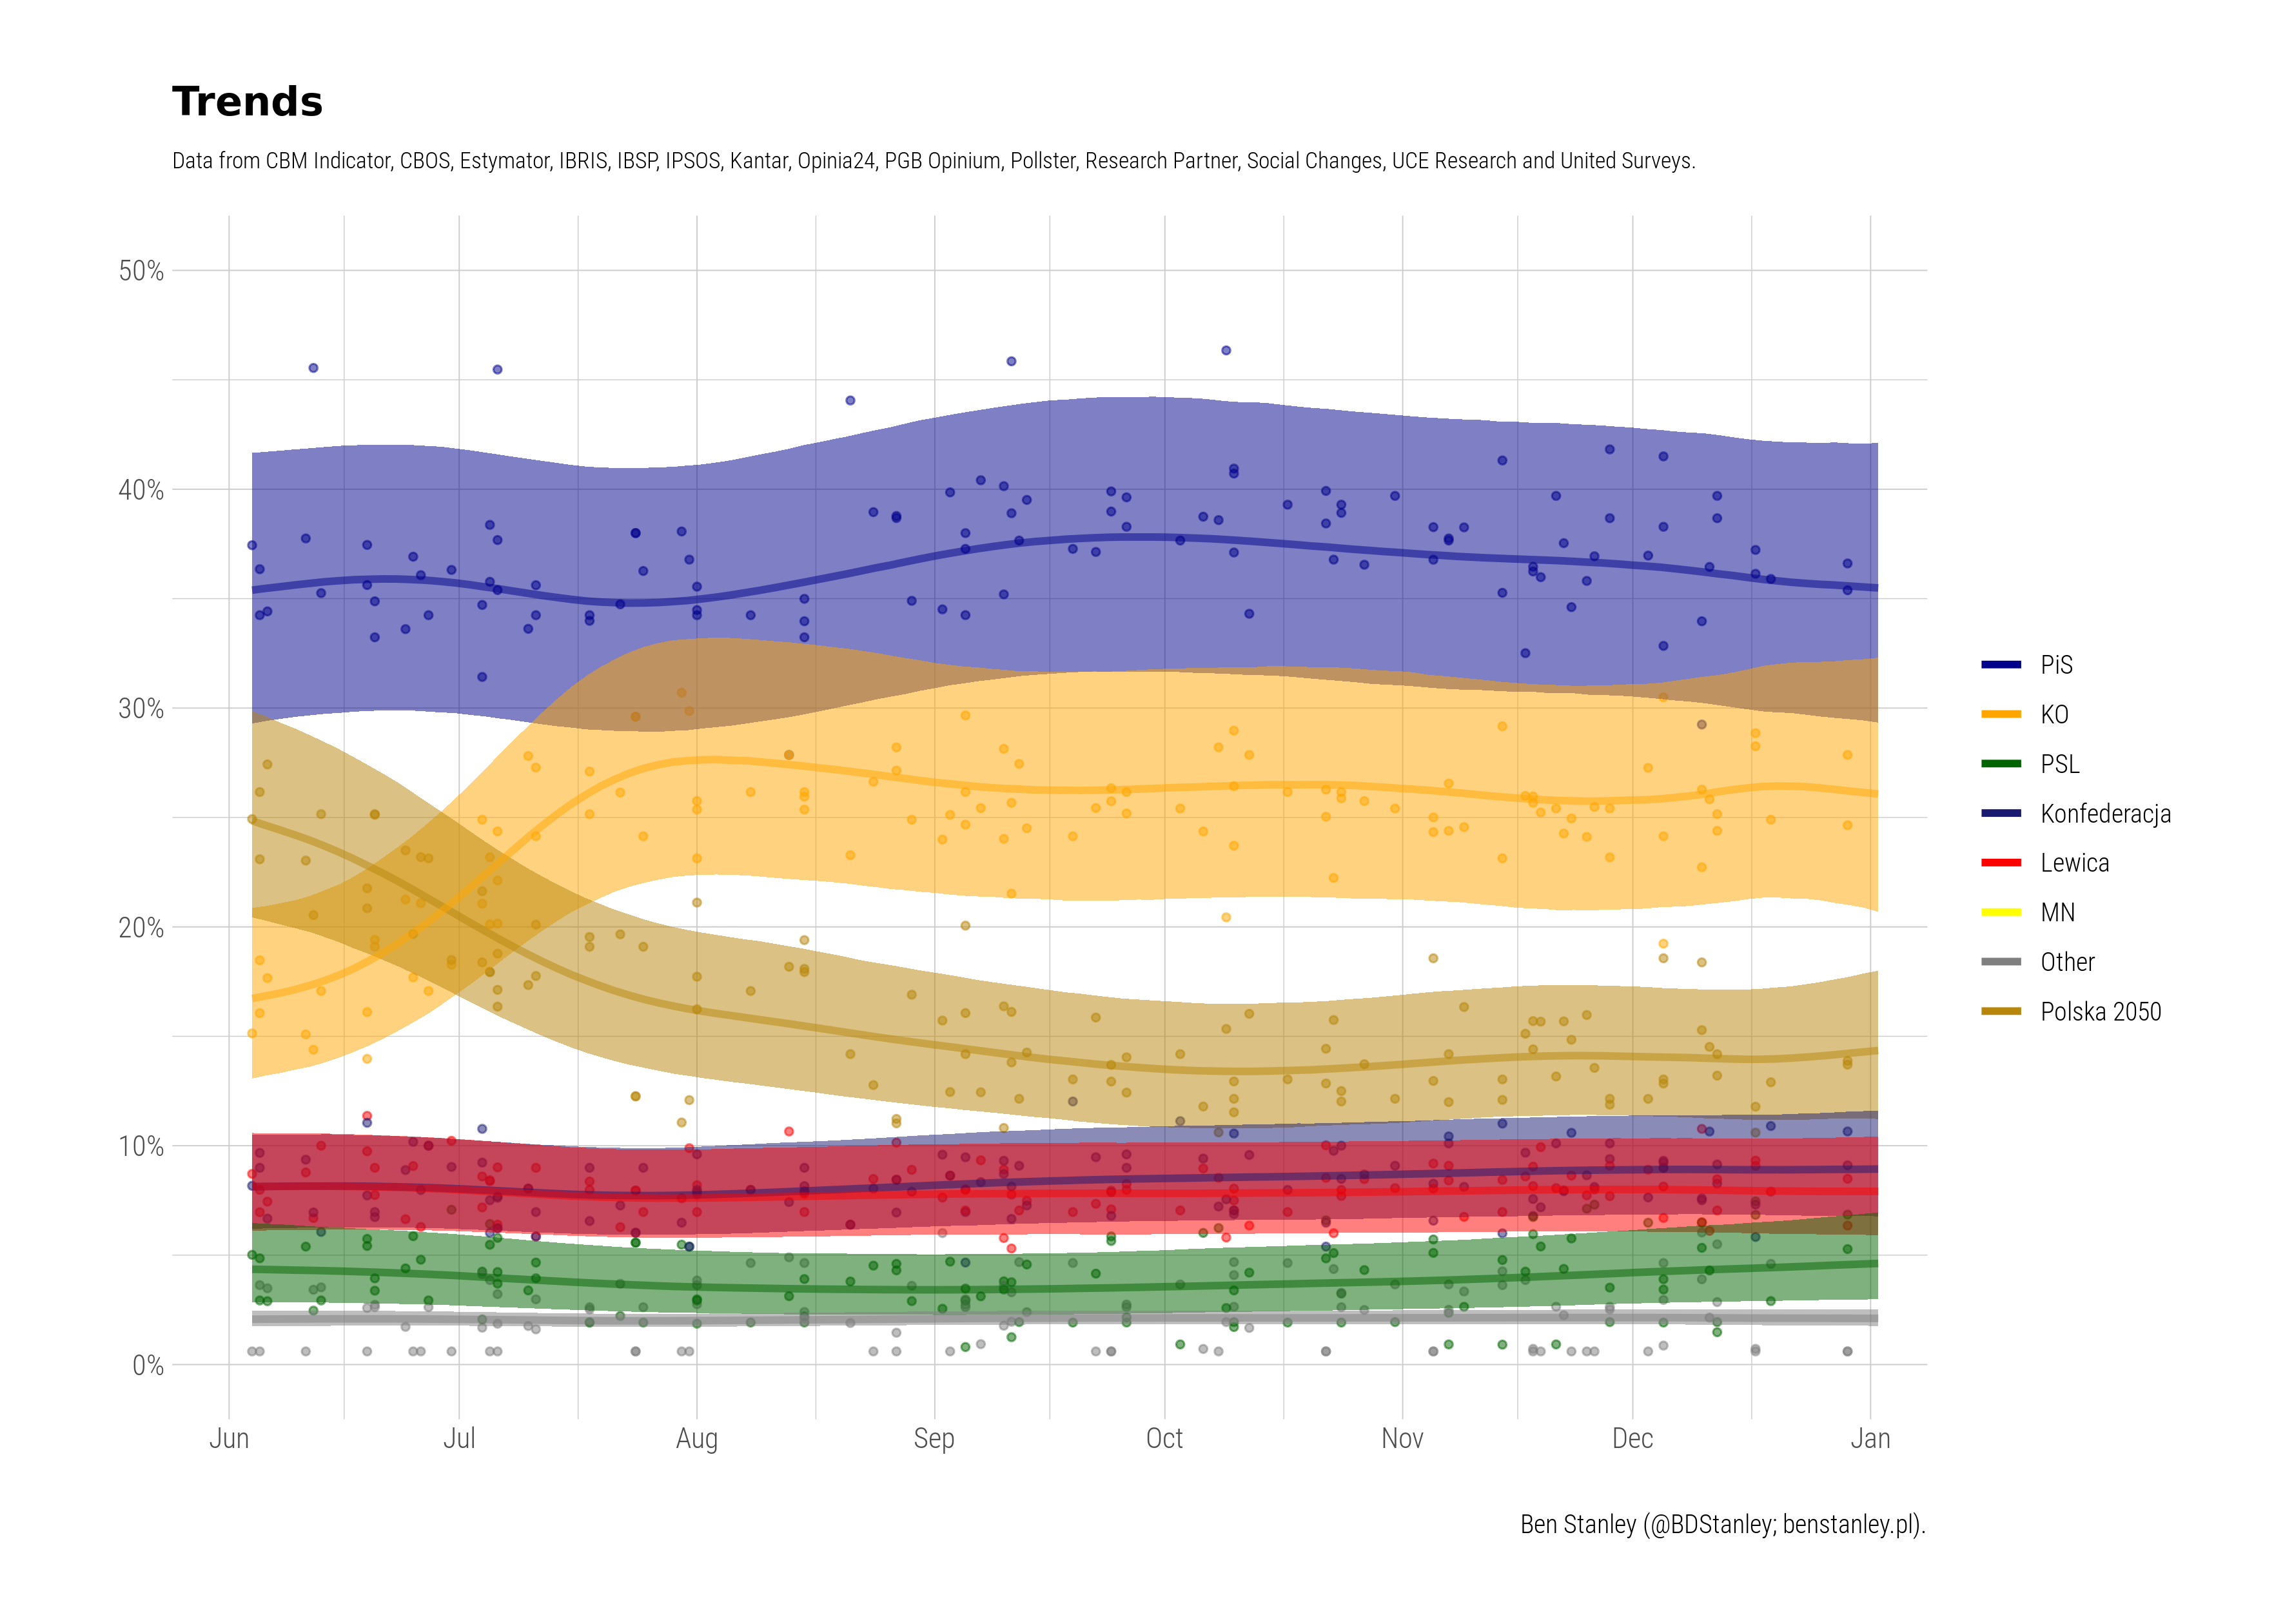 Trends
Data from CBM Indicator, CBOS, Estymator, IBRIS, IBSP, IPSOS, Kantar, Opinia24, PGB Opinium, Pollster, Research Partner, Social Changes, UCE Research and United Surveys.
50%
40%
30%
20%
10%
0%
Jun Jul Aug Sep Oct Nov Dec Jan
PiS
KO
PSL
Konfederacja
Lewica
MN
Other
Polska 2050
Ben Stanley (@BDStanley; benstanley.pl).